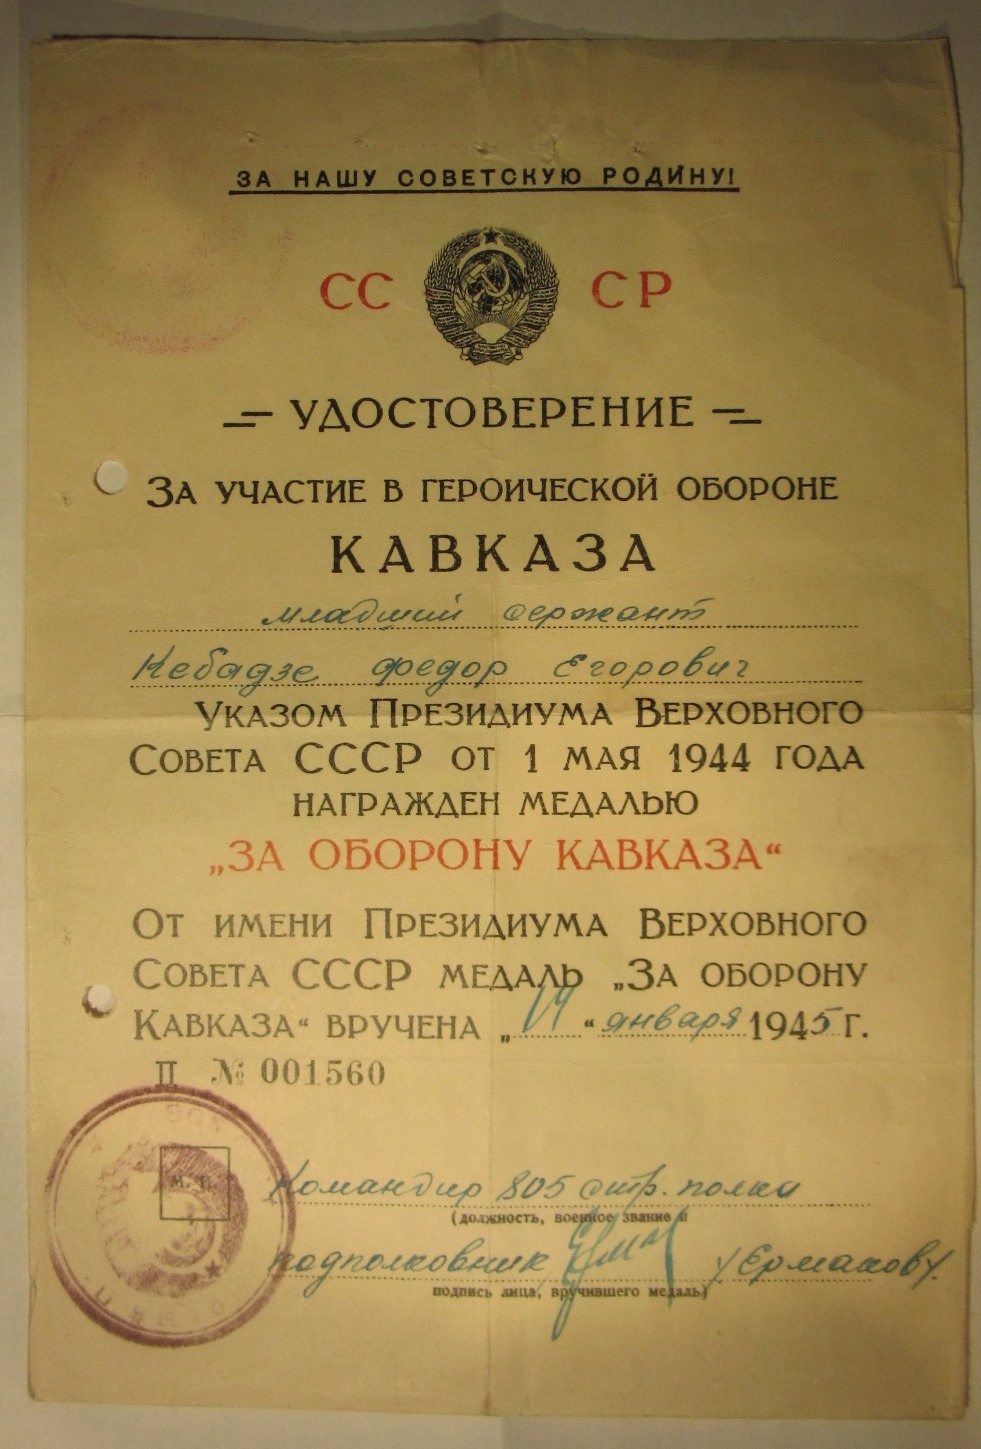 ЗА НАШУ СОВЕТСКУЮ РОДИНУ!
СС СР
УДОСТОВЕРЕНИЕ
ЗА УЧАСТИЕ В ГЕРОИЧЕСКОЙ ОБОРОНЕ
КАВКАЗА
младший сержант
Кебадзе Федор Егорович
УКАЗОМ ПРЕЗИДИУМА ВЕРХОВНОГО
СОВЕТА СССР ОТ 1 МАЯ 1944 ГОДА
НАГРАЖДЕН МЕДАЛЬЮ
„ЗА ОБОРОНУ КАВКАЗА“
ОТ ИМЕНИ ПРЕЗИДИУМА ВЕРХОВНОГО
СОВЕТА СССР МЕДАЛЬ „ЗА ОБОРОНУ
КАВКАЗА“ ВРУЧЕНА „19“ января 1945 Г.
П № 001560
М. П.
Командир 805 стр. полка
(должность, военное звание и
подполковник /Ермаков/.
подпись лица, вручившего медаль)